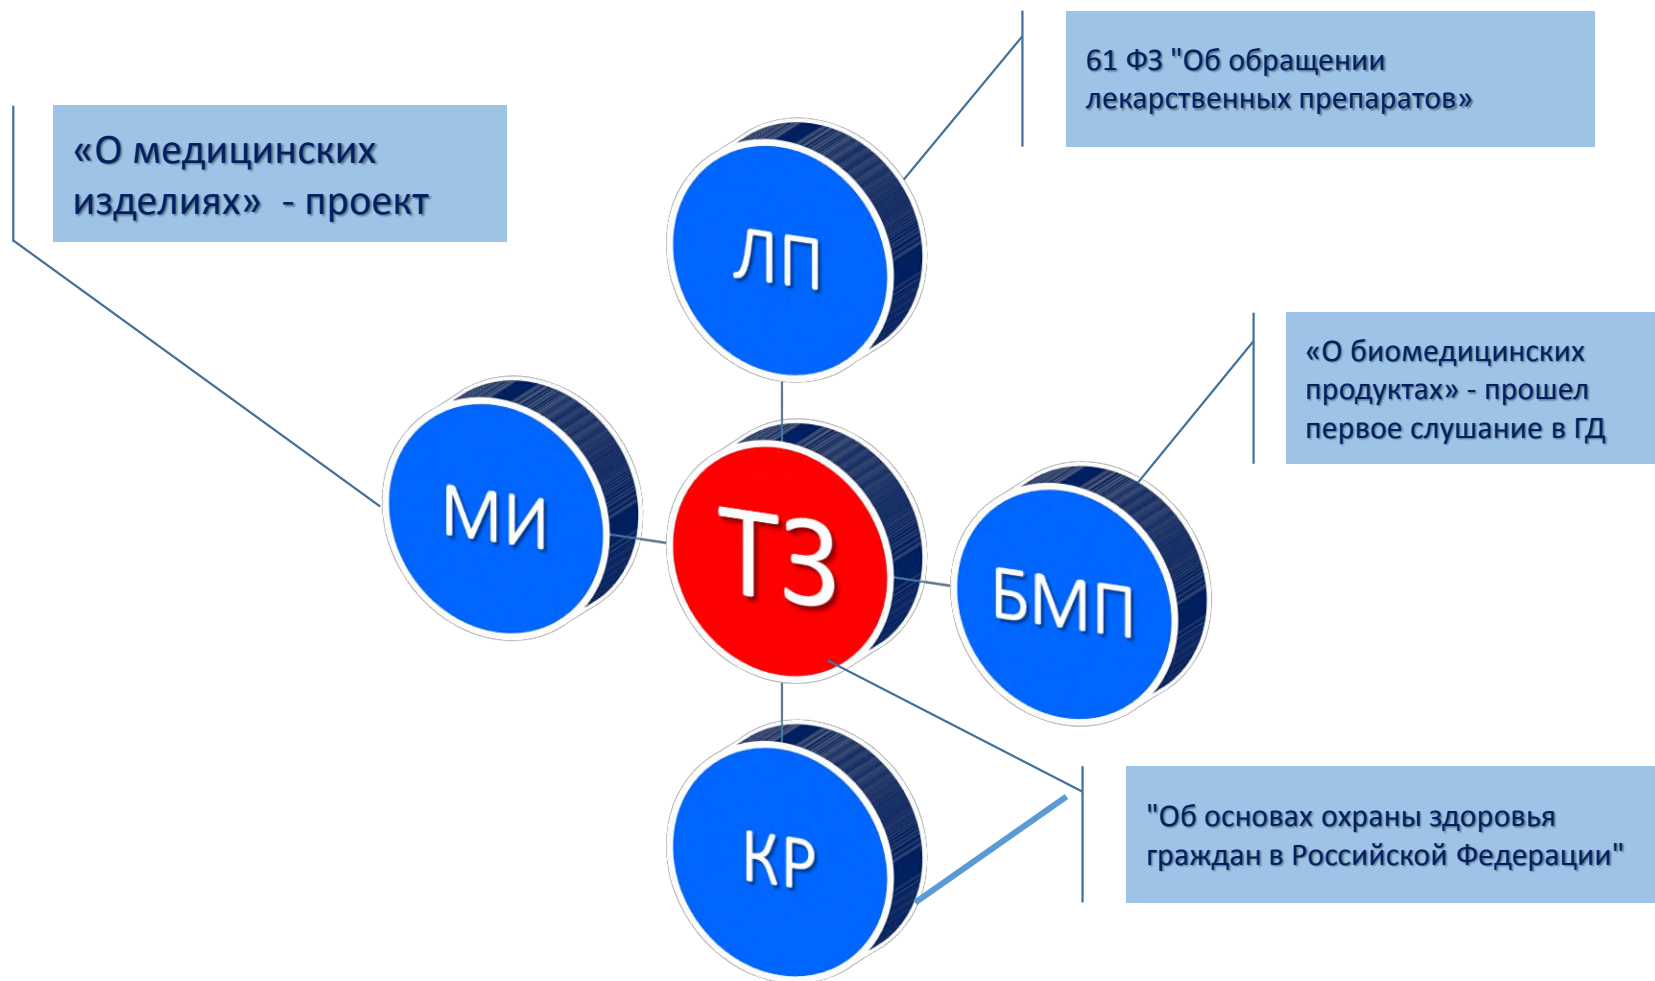 61 ФЗ "Об обращении
лекарственных препаратов»
«О медицинских
изделиях» - проект
ЛП
«О биомедицинских
продуктах» - прошел
первое слушание в ГД
МИ
ТЗ
БМП
КР
"Об основах охраны здоровья
граждан в Российской Федерации"